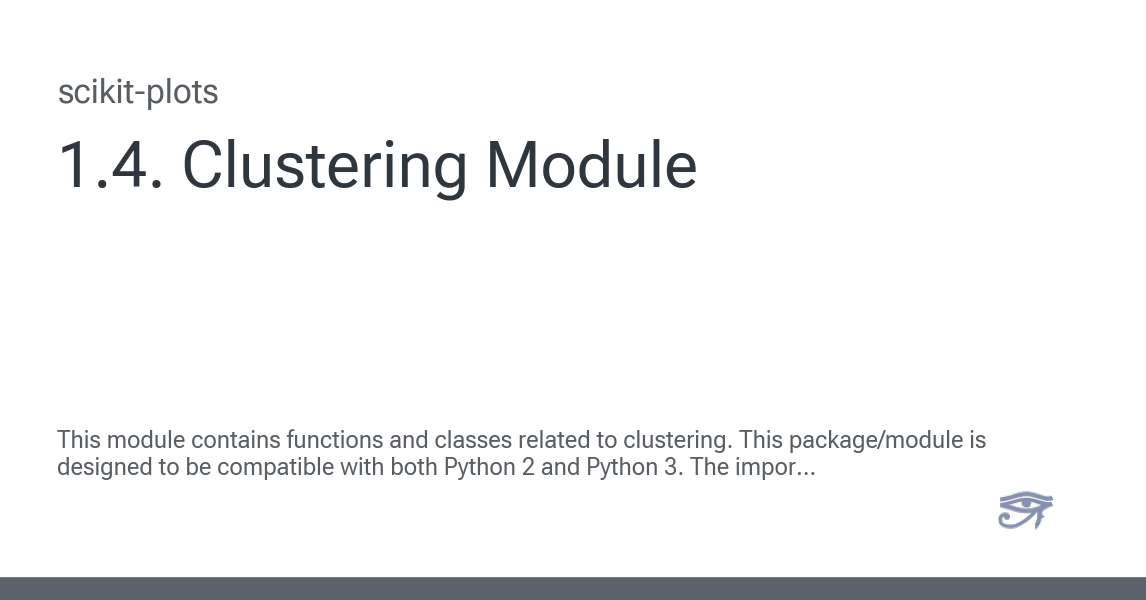 scikit-plots
1.4. Clustering Module
This module contains functions and classes related to clustering. This package/module is
designed to be compatible with both Python 2 and Python 3. The impor...